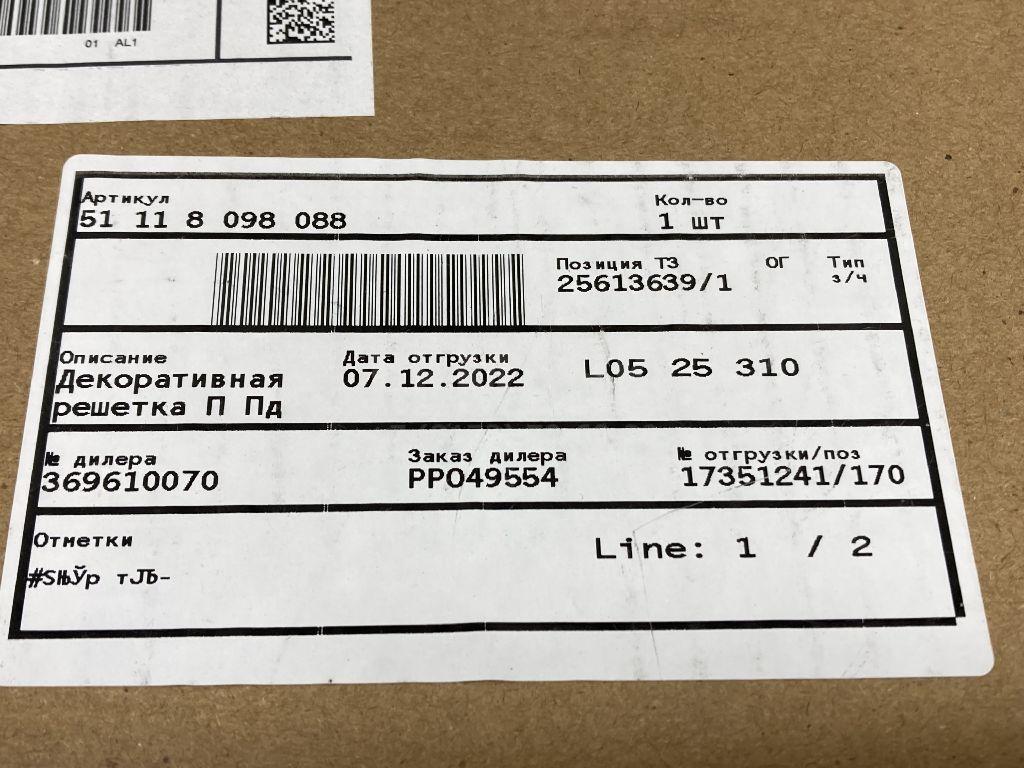 01 AL1
Артикул
51 11 8 098 088
Кол-во
1 шт
Позиция ТЗ
25613639/1
ОГ
Тип
з/ч
Описание
Декоративная
решетка П Пд
Дата отгрузки
07.12.2022
L05 25 310
№ дилера
369610070
Заказ дилера
PPO49554
№ отгрузки/поз
17351241/170
Отметки
#ЅЊЎр тЈЂ-
Line: 1 / 2